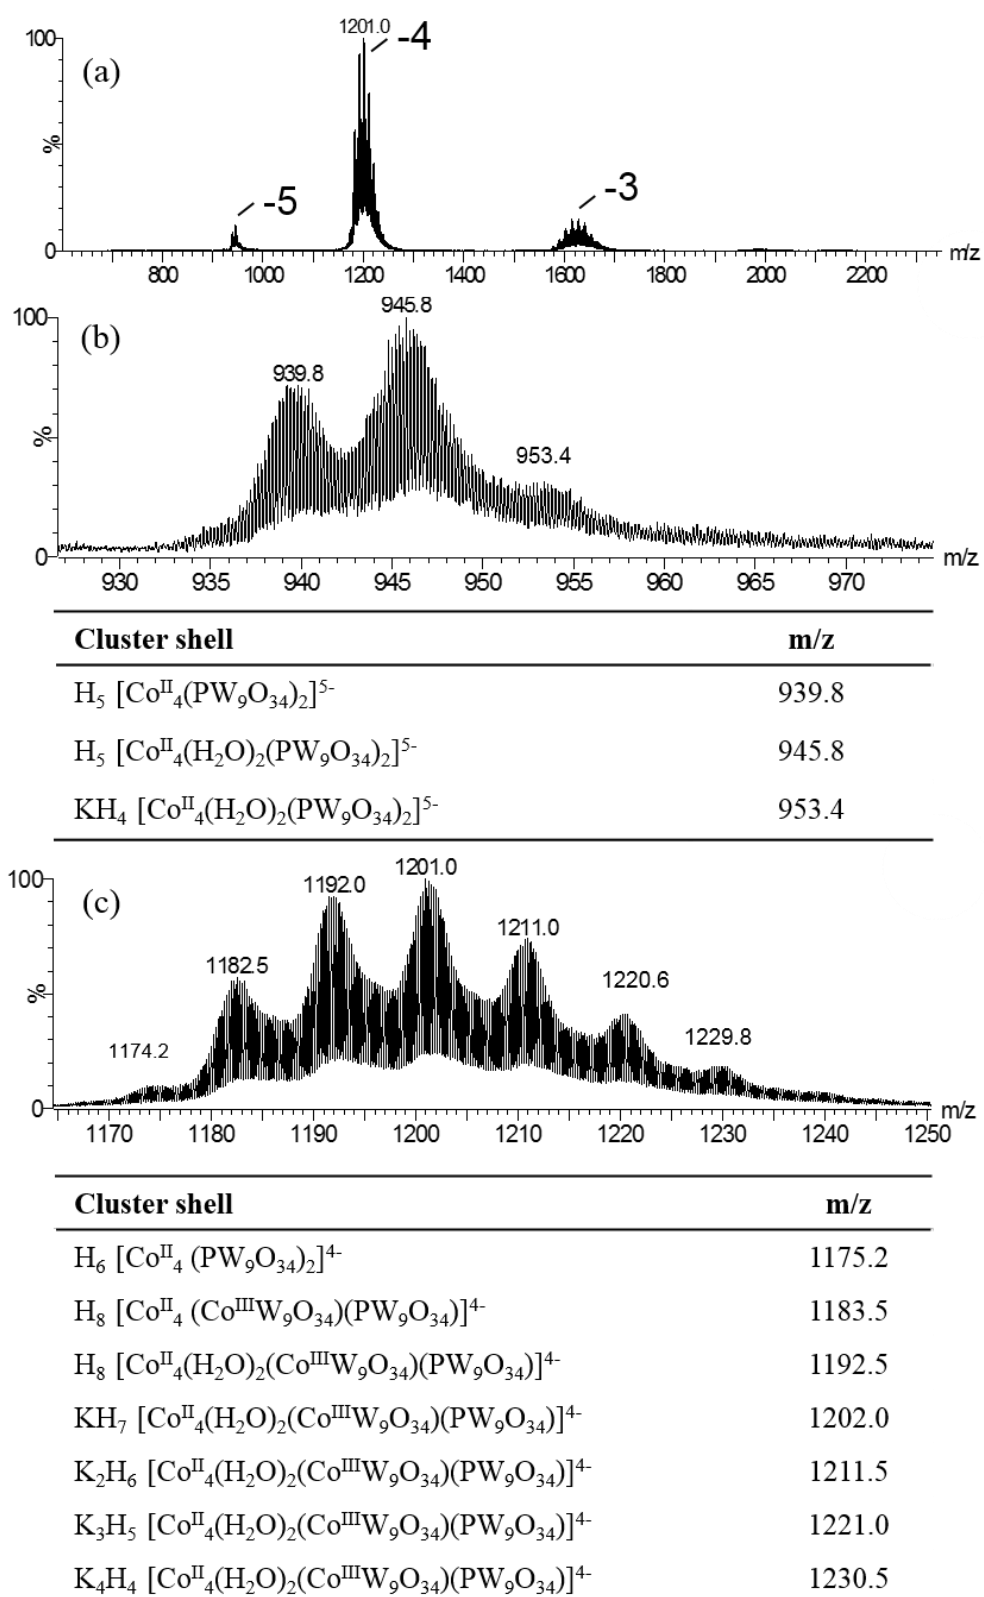 1201.0
100
-4
(a)
%
-5
-3
0
m/z
800 1000 1200 1400 1600 1800 2000 2200
945.8
100
(b)
939.8
%
953.4
0
m/z
930 935 940 945 950 955 960 965 970
Cluster shell m/z
H₅ [Coᴵᴵ₄(PW₉O₃₄)₂]⁵⁻ 939.8
H₅ [Coᴵᴵ₄(H₂O)₂(PW₉O₃₄)₂]⁵⁻ 945.8
KH₄ [Coᴵᴵ₄(H₂O)₂(PW₉O₃₄)₂]⁵⁻ 953.4
1201.0
100
(c)
1192.0
1211.0
1182.5
1220.6
%
1229.8
1174.2
0
m/z
1170 1180 1190 1200 1210 1220 1230 1240 1250
Cluster shell m/z
H₆ [Coᴵᴵ₄ (PW₉O₃₄)₂]⁴⁻ 1175.2
H₈ [Coᴵᴵ₄ (CoᴵᴵᴵW₉O₃₄)(PW₉O₃₄)]⁴⁻ 1183.5
H₈ [Coᴵᴵ₄(H₂O)₂(CoᴵᴵᴵW₉O₃₄)(PW₉O₃₄)]⁴⁻ 1192.5
KH₇ [Coᴵᴵ₄(H₂O)₂(CoᴵᴵᴵW₉O₃₄)(PW₉O₃₄)]⁴⁻ 1202.0
K₂H₆ [Coᴵᴵ₄(H₂O)₂(CoᴵᴵᴵW₉O₃₄)(PW₉O₃₄)]⁴⁻ 1211.5
K₃H₅ [Coᴵᴵ₄(H₂O)₂(CoᴵᴵᴵW₉O₃₄)(PW₉O₃₄)]⁴⁻ 1221.0
K₄H₄ [Coᴵᴵ₄(H₂O)₂(CoᴵᴵᴵW₉O₃₄)(PW₉O₃₄)]⁴⁻ 1230.5